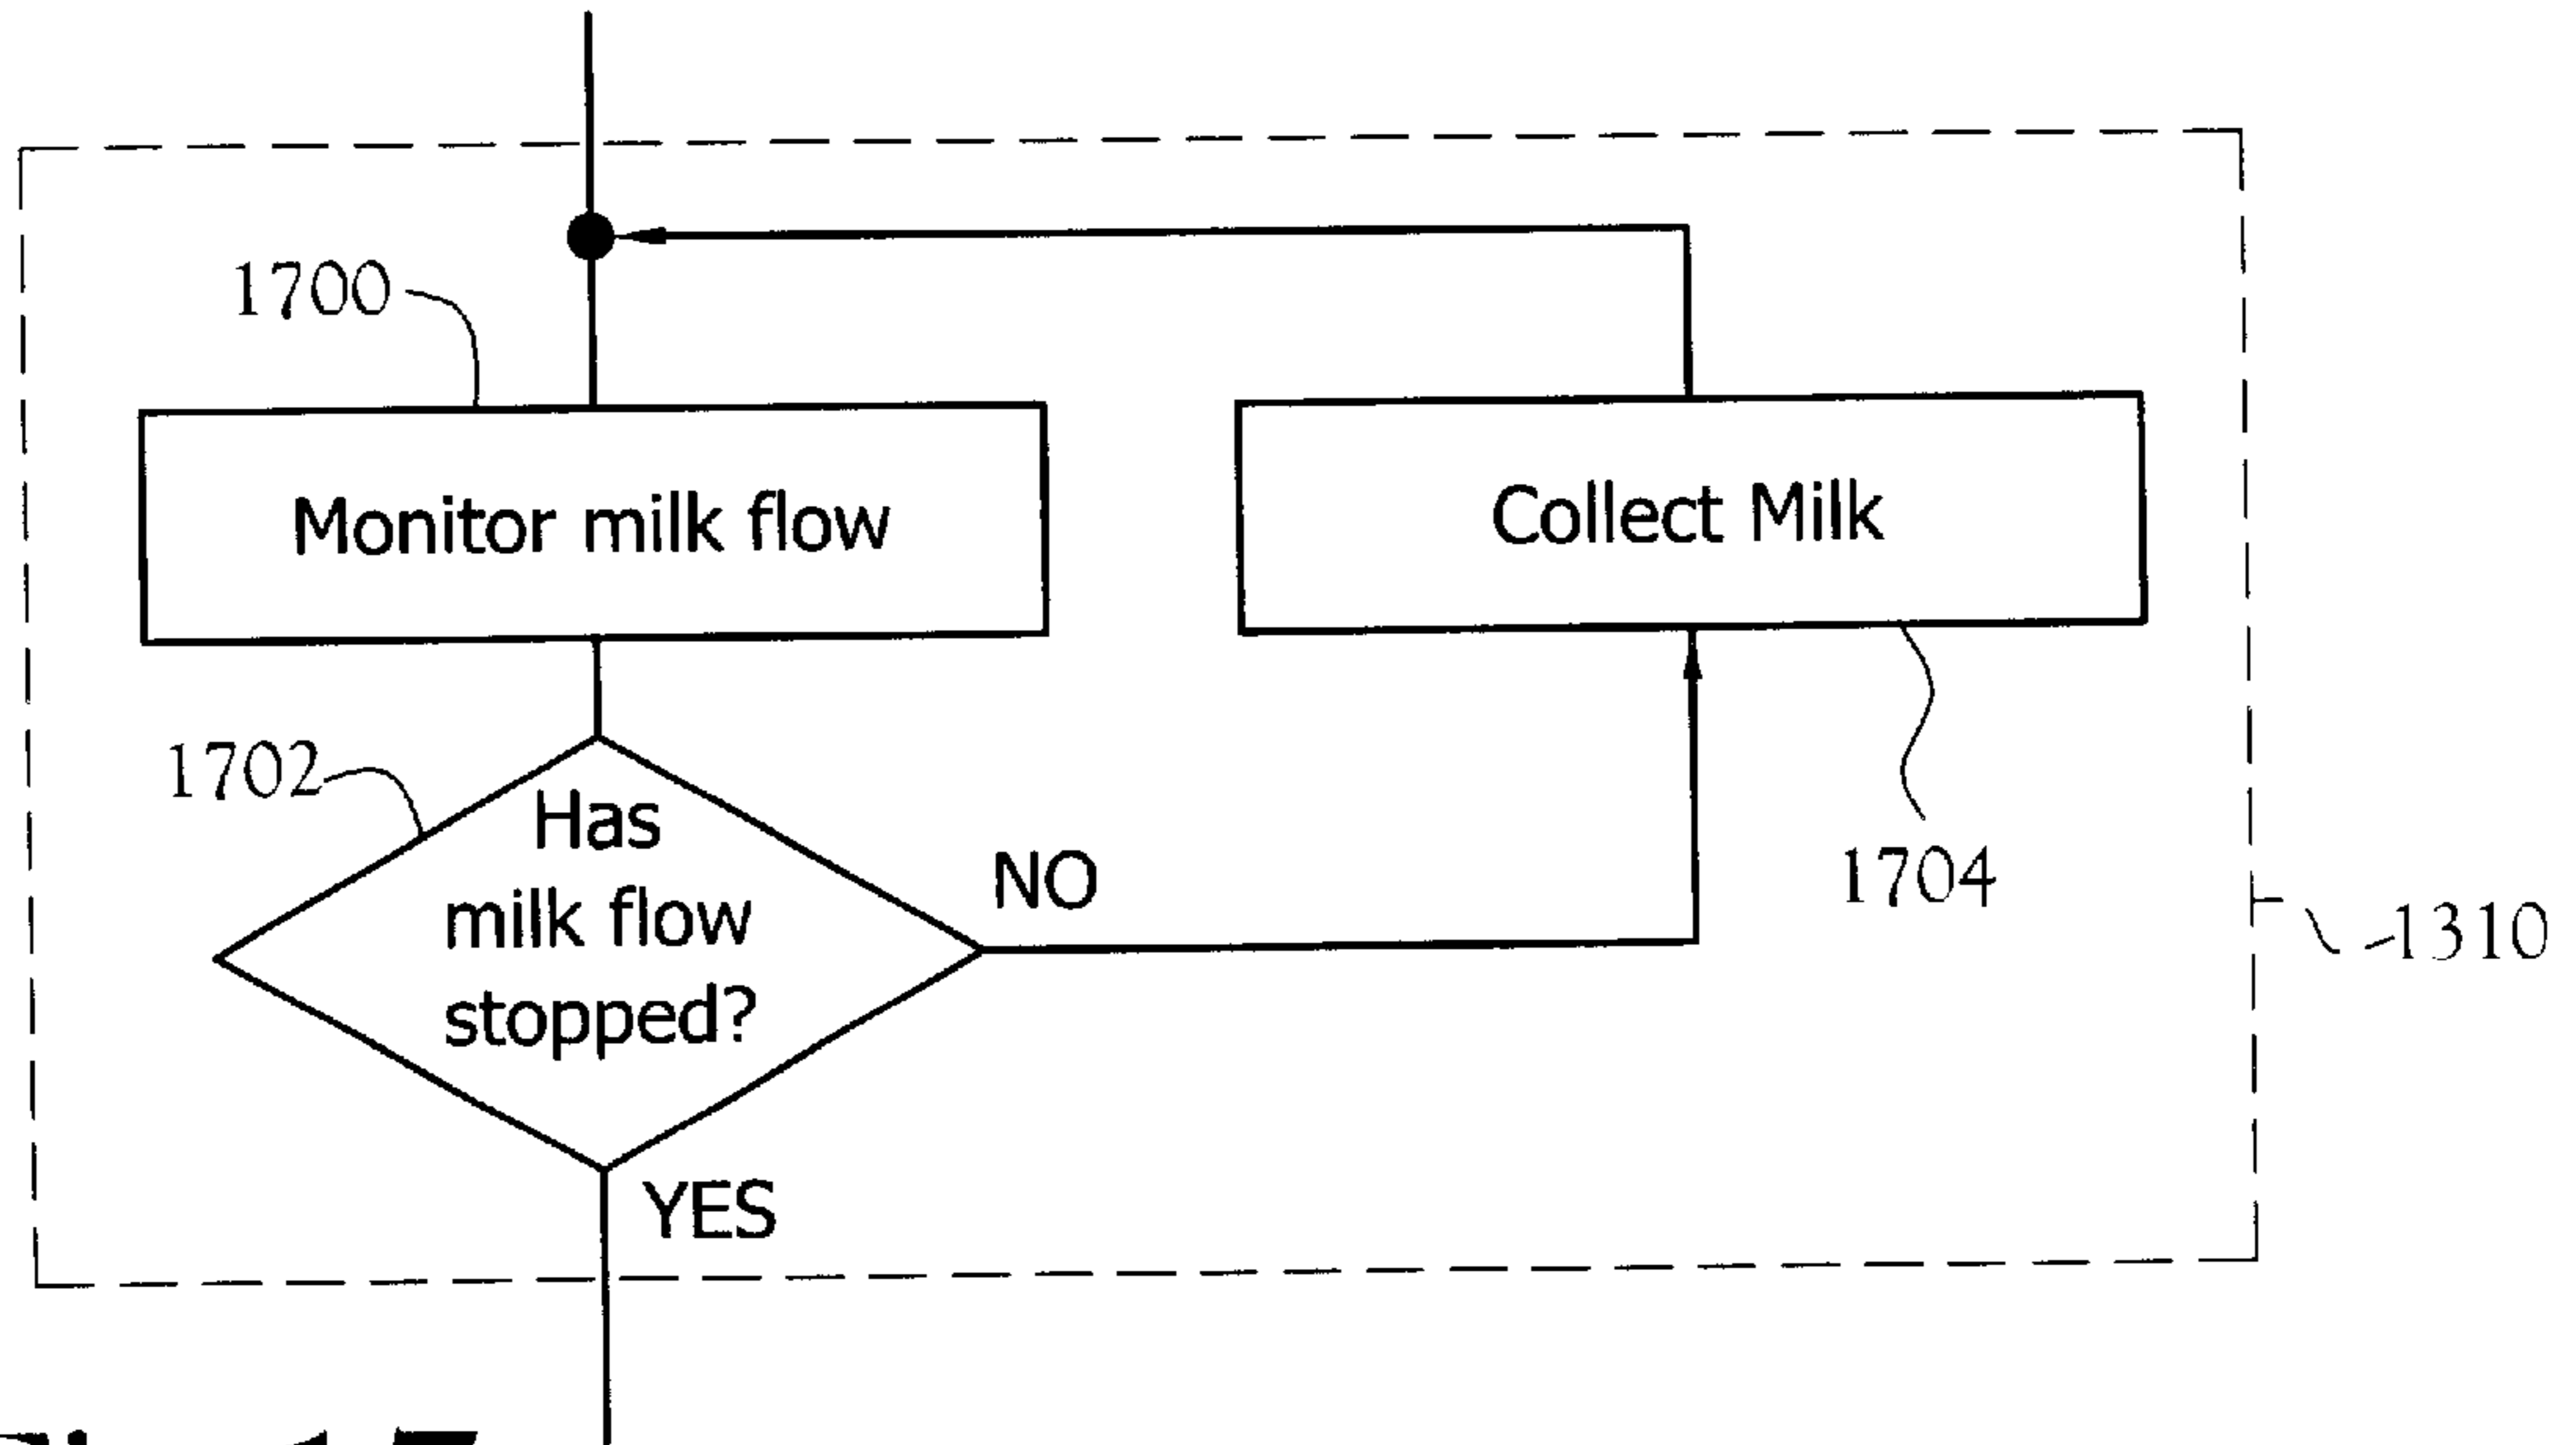 1700
Monitor milk flow
Collect Milk
1702
Has
milk flow
stopped?
NO
1704
1310
YES